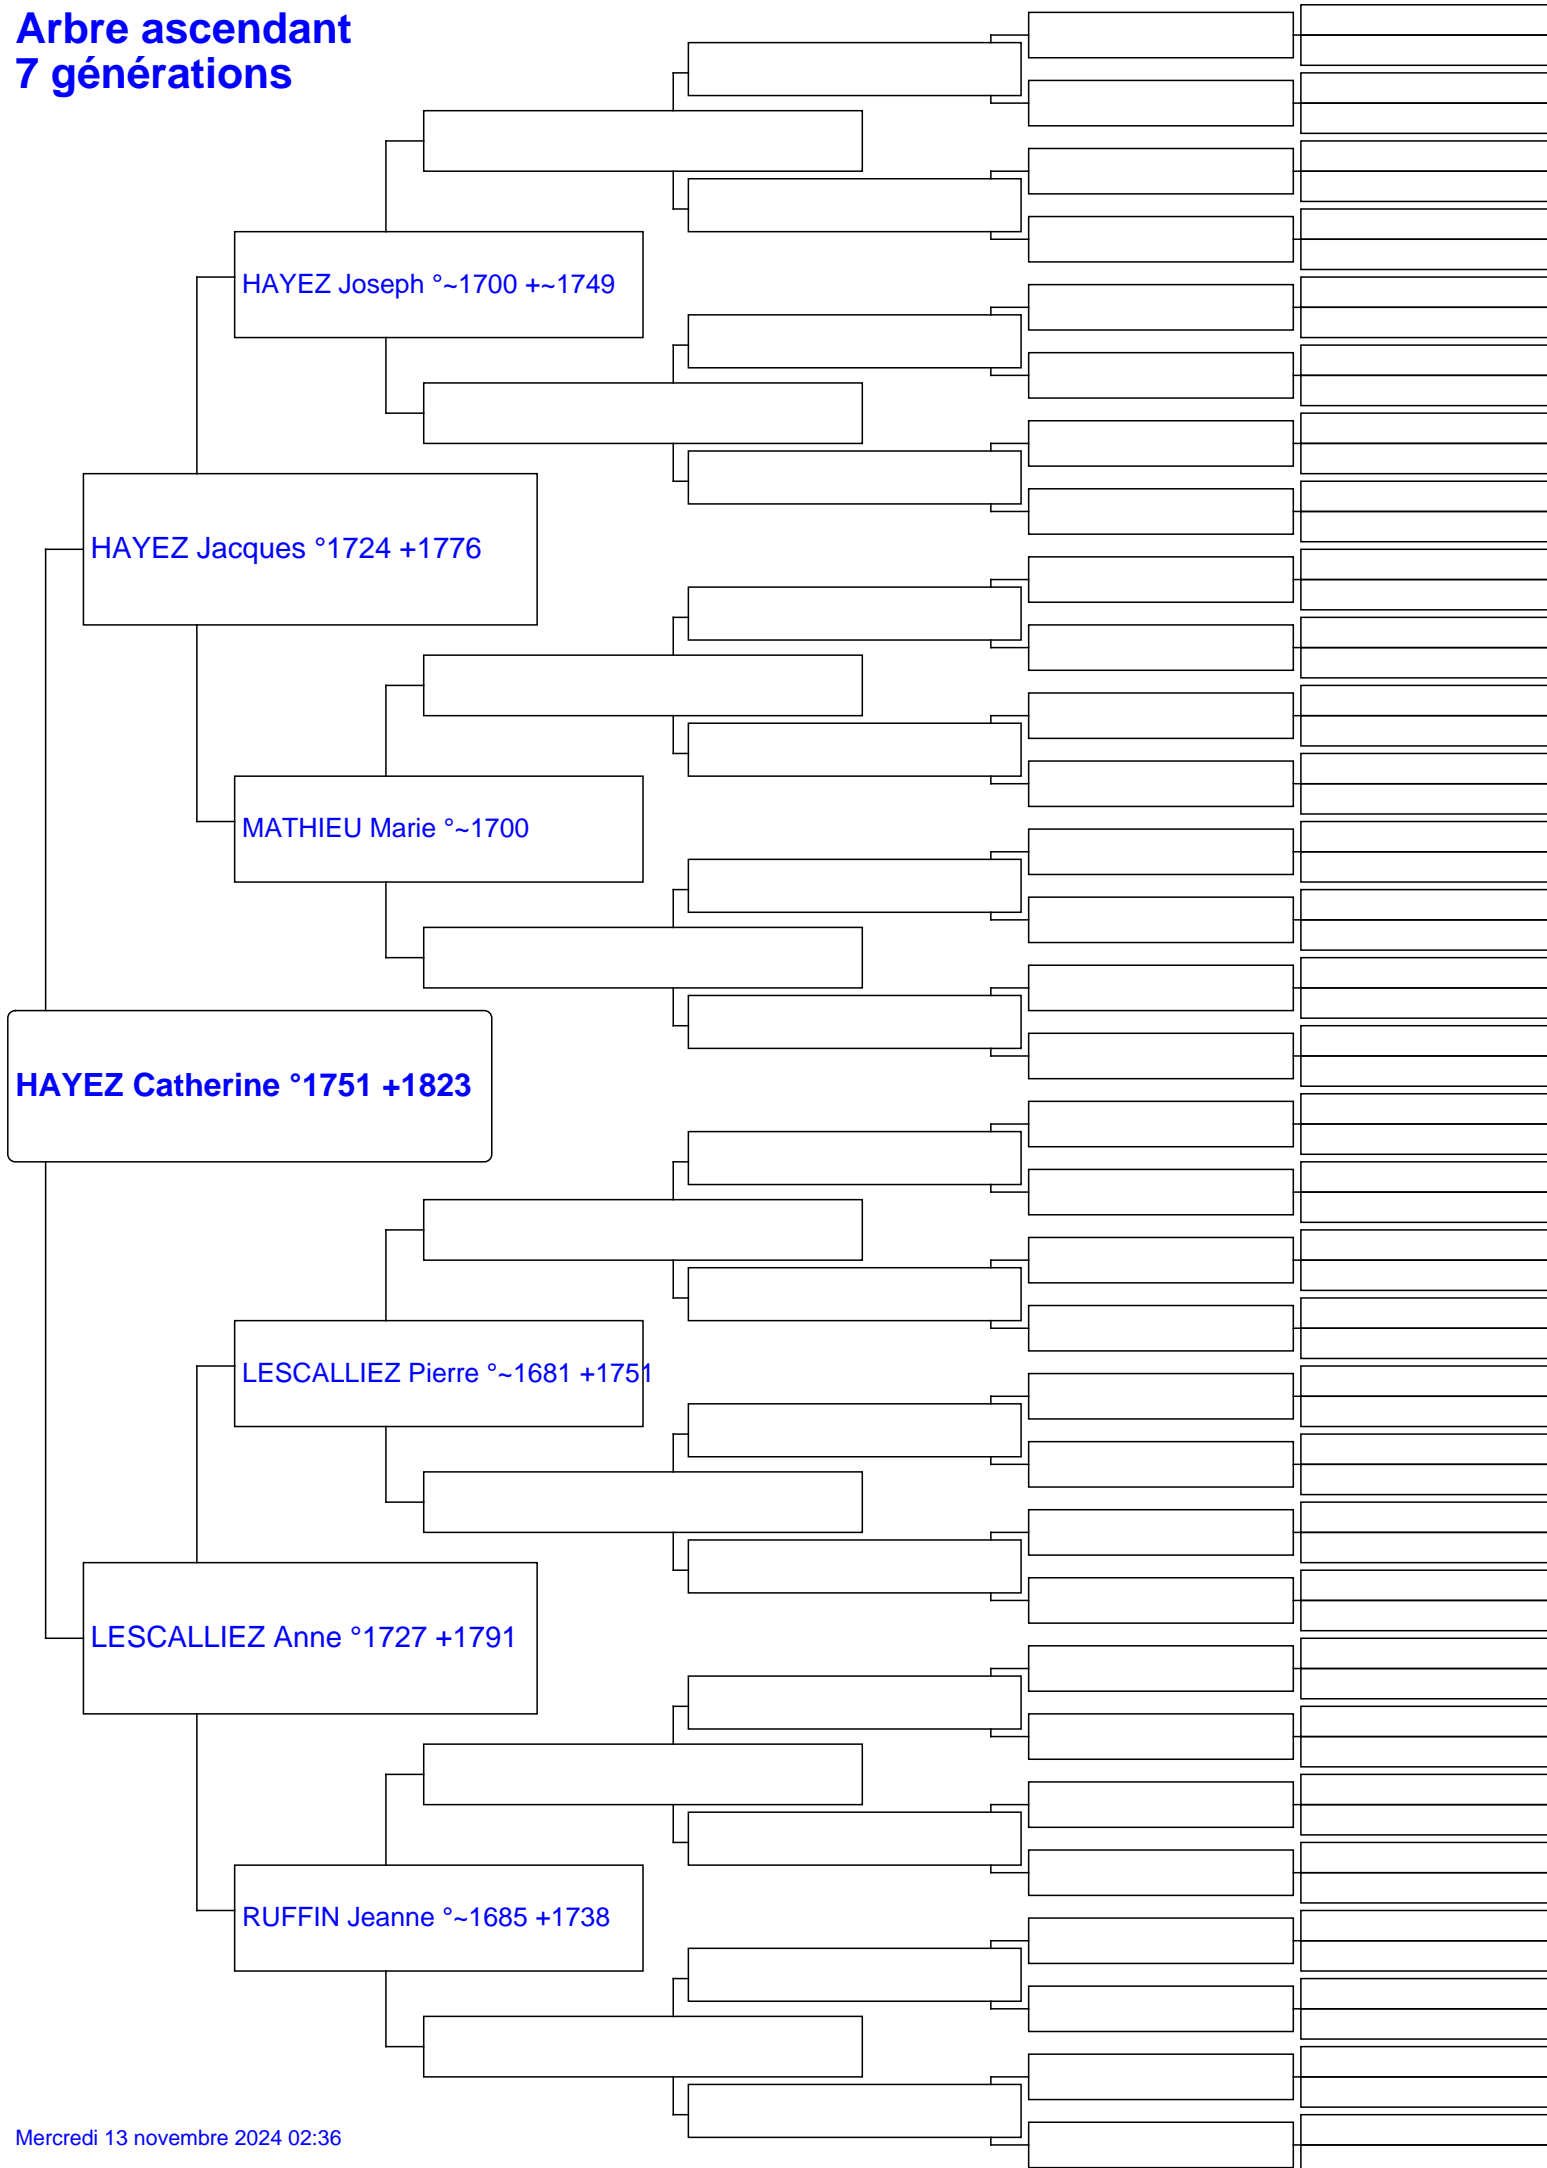 Arbre ascendant
7 générations
HAYEZ Joseph °~1700 +~1749
HAYEZ Jacques °1724 +1776
MATHIEU Marie °~1700
HAYEZ Catherine °1751 +1823
LESCALLIEZ Pierre °~1681 +1751
LESCALLIEZ Anne °1727 +1791
RUFFIN Jeanne °~1685 +1738
Mercredi 13 novembre 2024 02:36